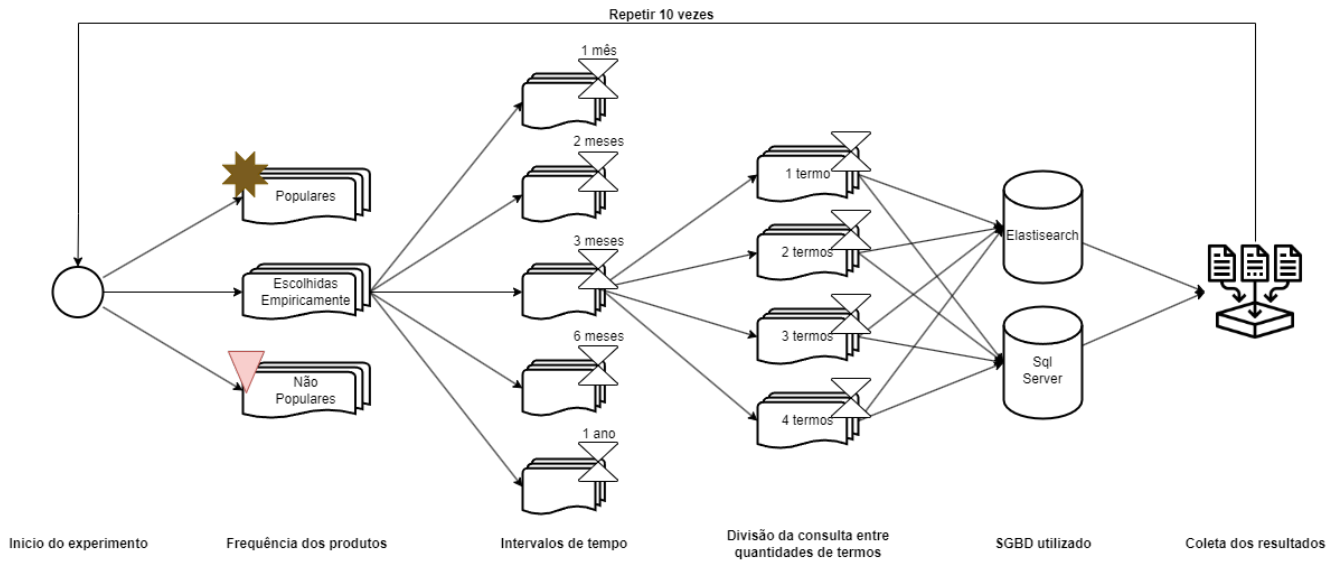 Repetir 10 vezes
1 mês
2 meses
3 meses
6 meses
1 ano
Populares
Escolhidas
Empiricamente
Não
Populares
1 termo
2 termos
3 termos
4 termos
Elastisearch
Sql
Server
Inicio do experimento
Frequência dos produtos
Intervalos de tempo
Divisão da consulta entre
quantidades de termos
SGBD utilizado
Coleta dos resultados